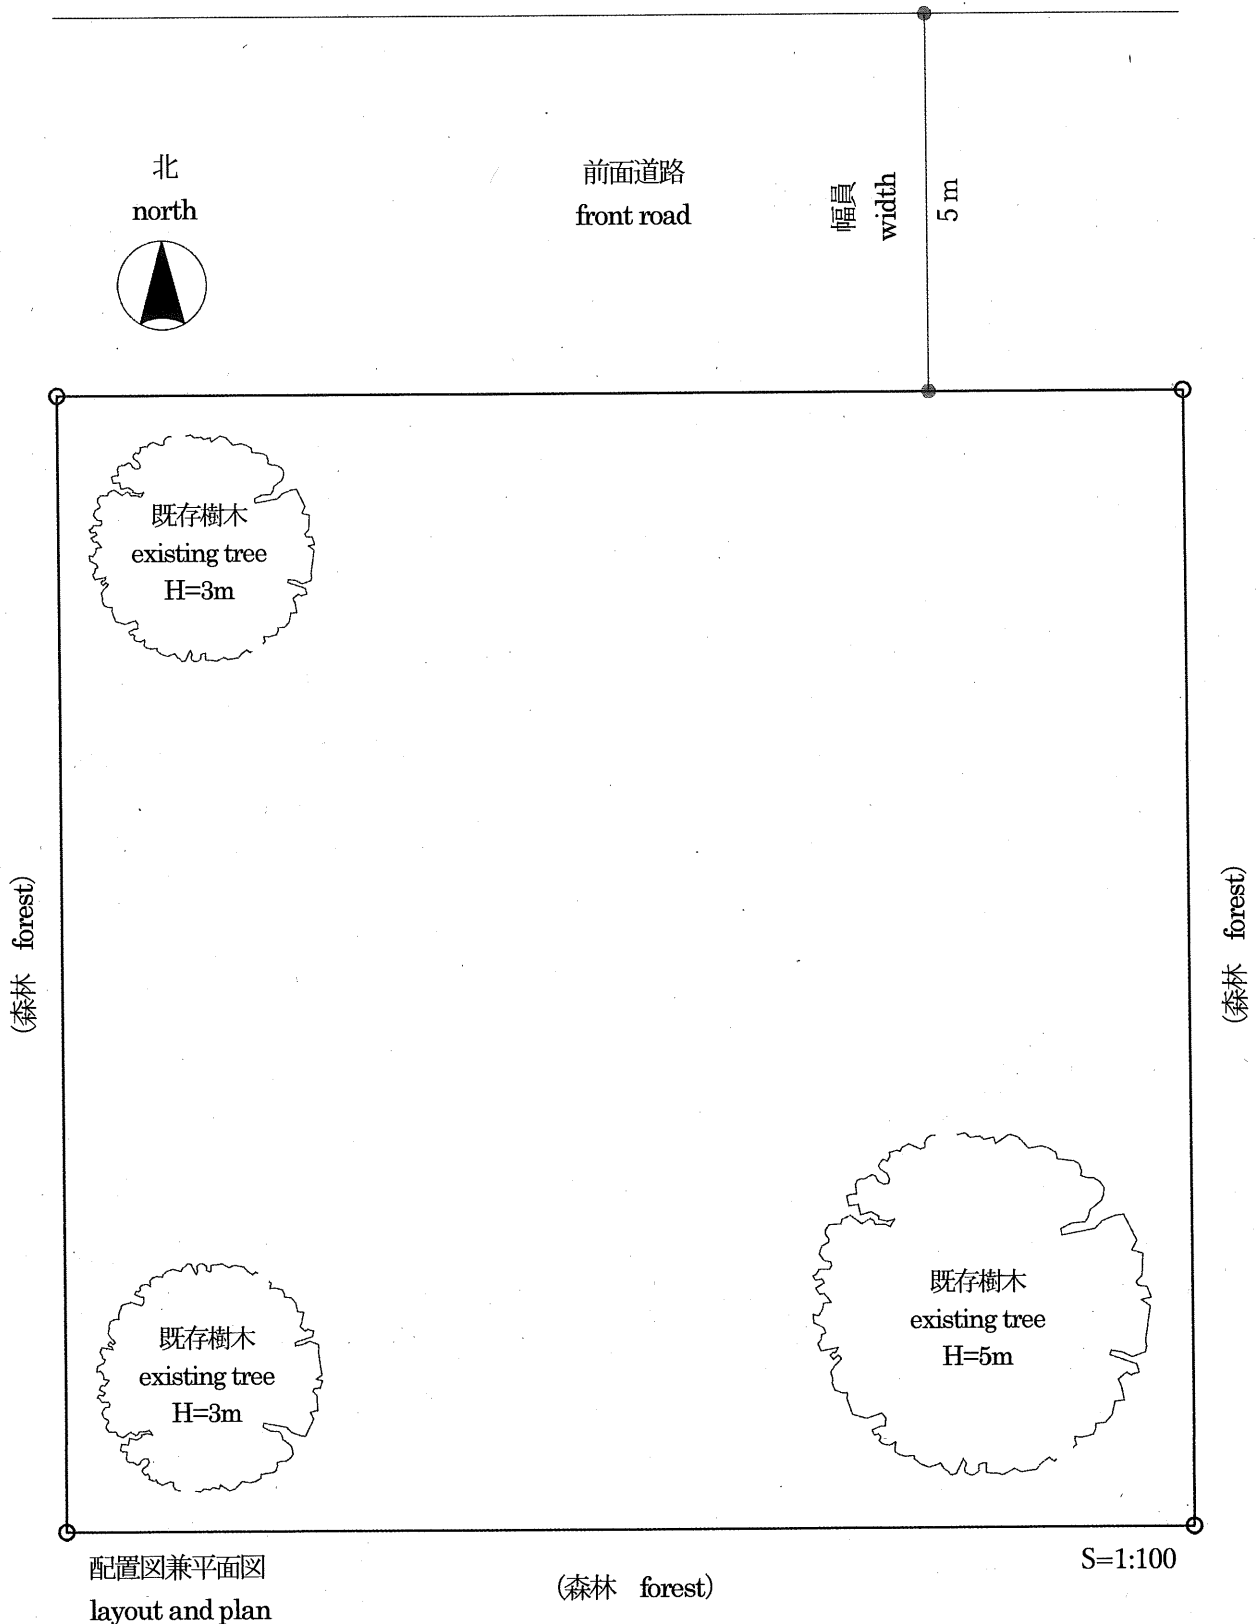 北
north
前面道路
front road
幅員
width
5 m
既存樹木
existing tree
H=3m
(森林 forest)
(森林 forest)
既存樹木
existing tree
H=5m
既存樹木
existing tree
H=3m
配置図兼平面図
layout and plan
(森林 forest)
S=1:100